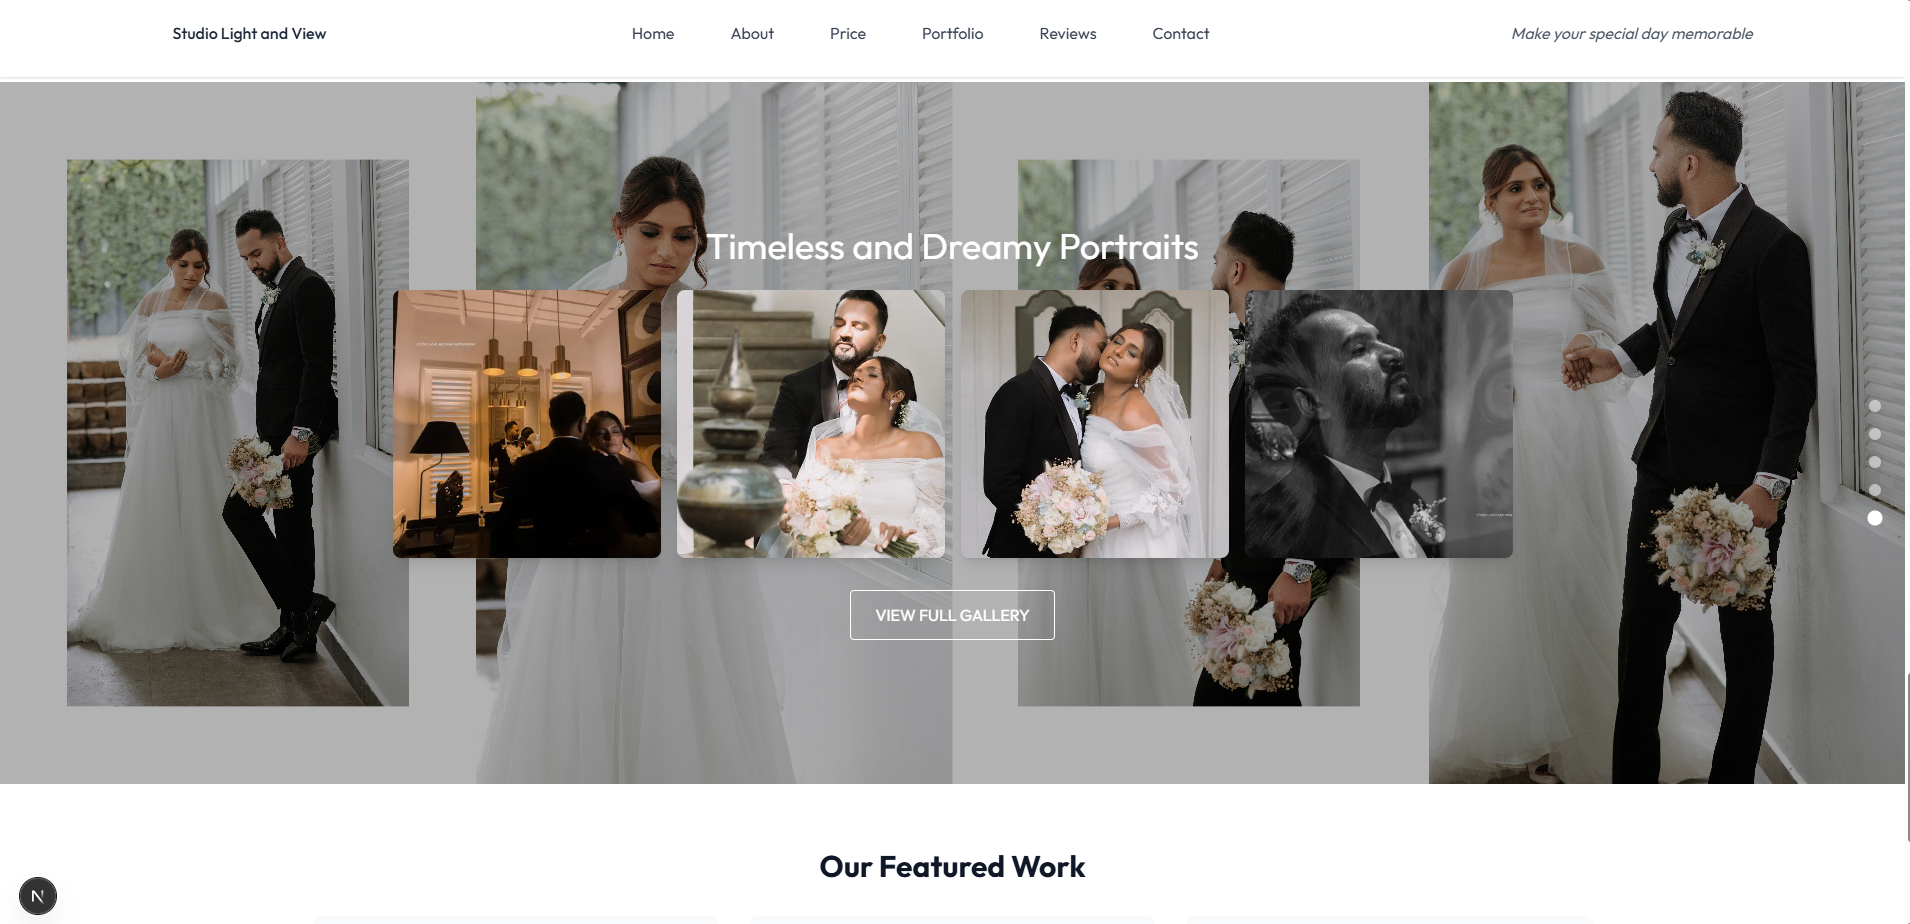 Studio Light and View
Home
About
Price
Portfolio
Reviews
Contact
Make your special day memorable
Timeless and Dreamy Portraits
VIEW FULL GALLERY
Our Featured Work
N